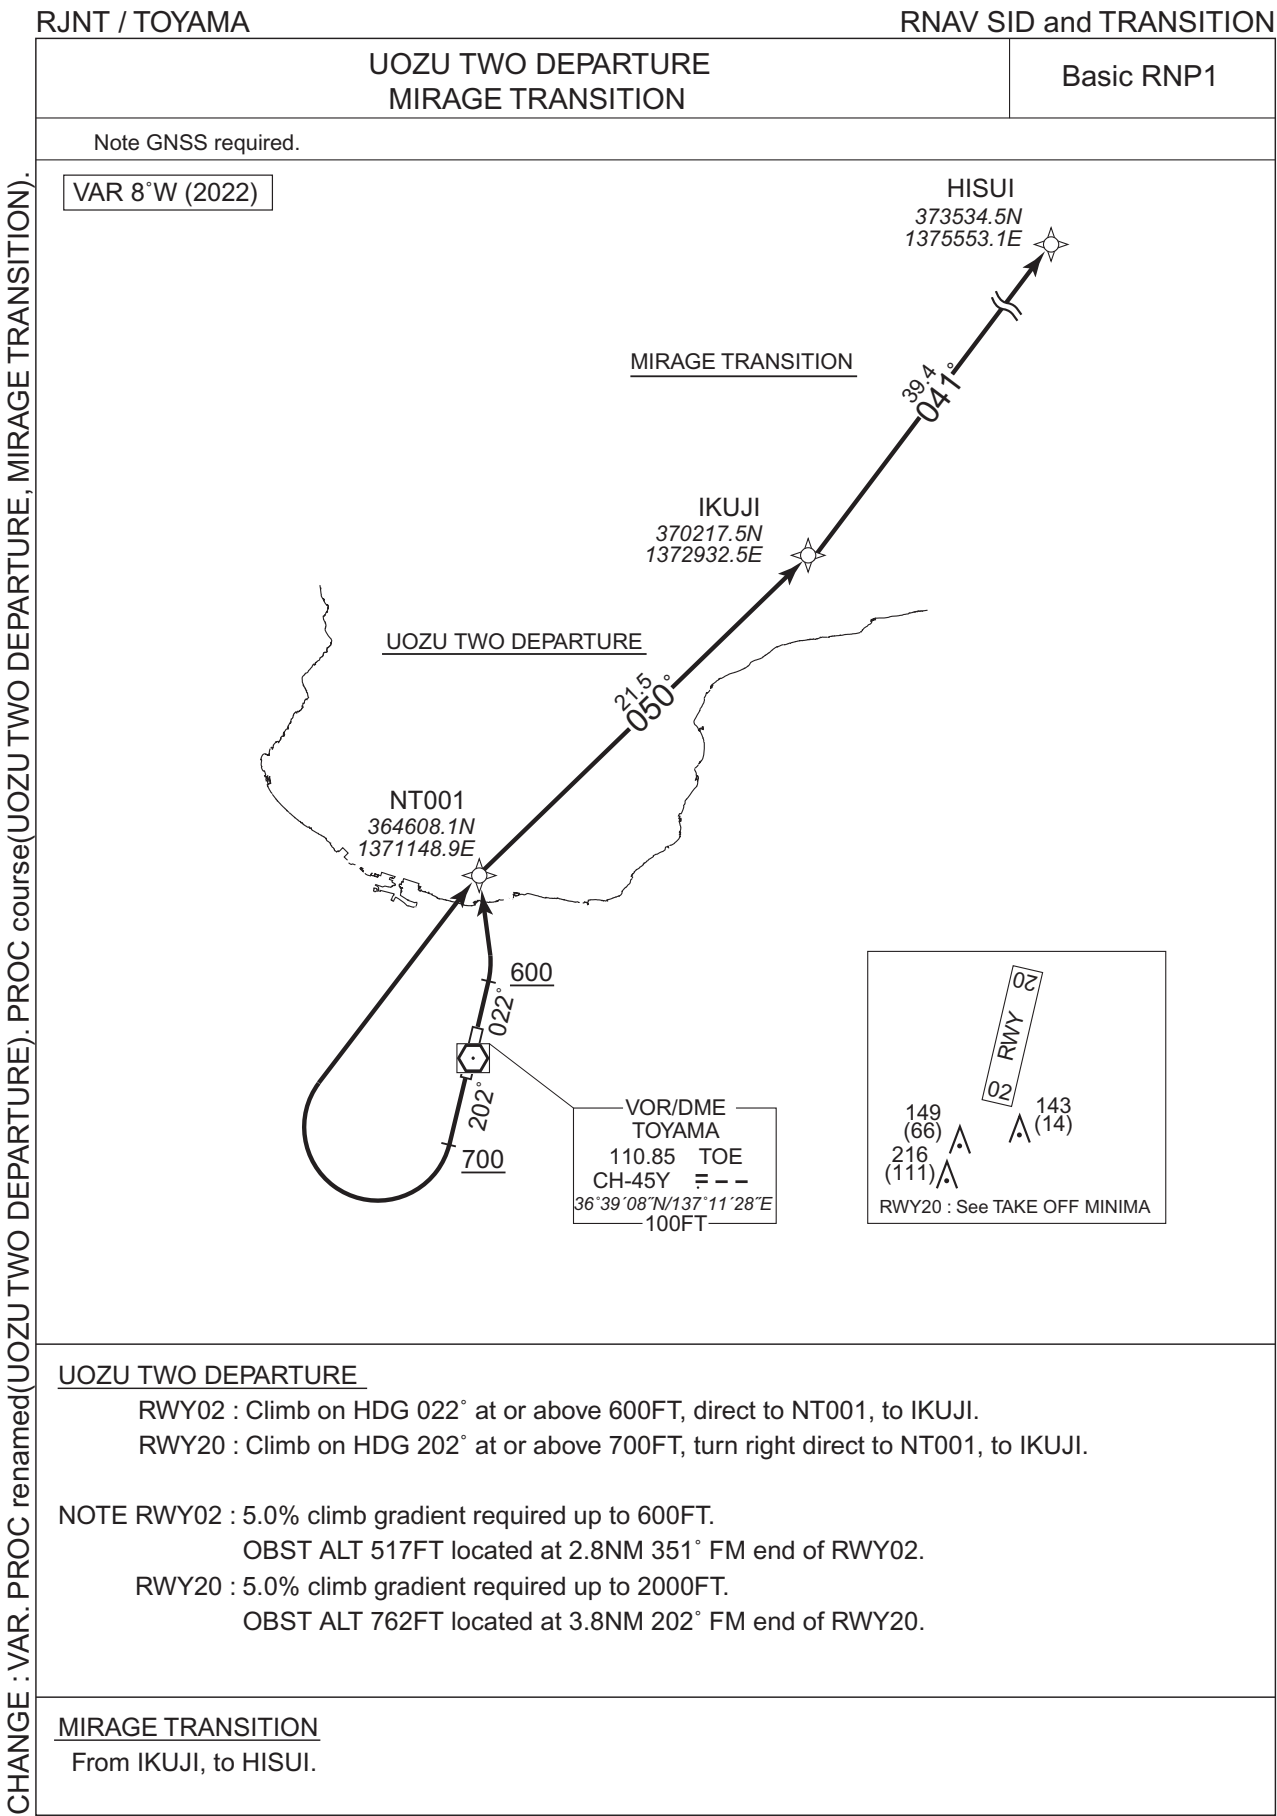 RJNT / TOYAMA
RNAV SID and TRANSITION
UOZU TWO DEPARTURE
MIRAGE TRANSITION
Basic RNP1
Note GNSS required.
VAR 8˚W (2022)
HISUI
373534.5N
1375553.1E
MIRAGE TRANSITION
39.4
041˚
IKUJI
370217.5N
1372932.5E
UOZU TWO DEPARTURE
21.5
050˚
NT001
364608.1N
1371148.9E
600
022˚
202˚
700
VOR/DME
TOYAMA
110.85 TOE
CH-45Y
36˚39´08˝N/137˚11´28˝E
100FT
20
RWY
02
149
(66)
143
(14)
216
(111)
RWY20 : See TAKE OFF MINIMA
UOZU TWO DEPARTURE
RWY02 : Climb on HDG 022˚ at or above 600FT, direct to NT001, to IKUJI.
RWY20 : Climb on HDG 202˚ at or above 700FT, turn right direct to NT001, to IKUJI.
NOTE RWY02 : 5.0% climb gradient required up to 600FT.
OBST ALT 517FT located at 2.8NM 351˚ FM end of RWY02.
RWY20 : 5.0% climb gradient required up to 2000FT.
OBST ALT 762FT located at 3.8NM 202˚ FM end of RWY20.
MIRAGE TRANSITION
From IKUJI, to HISUI.
CHANGE : VAR. PROC renamed(UOZU TWO DEPARTURE). PROC course(UOZU TWO DEPARTURE, MIRAGE TRANSITION).